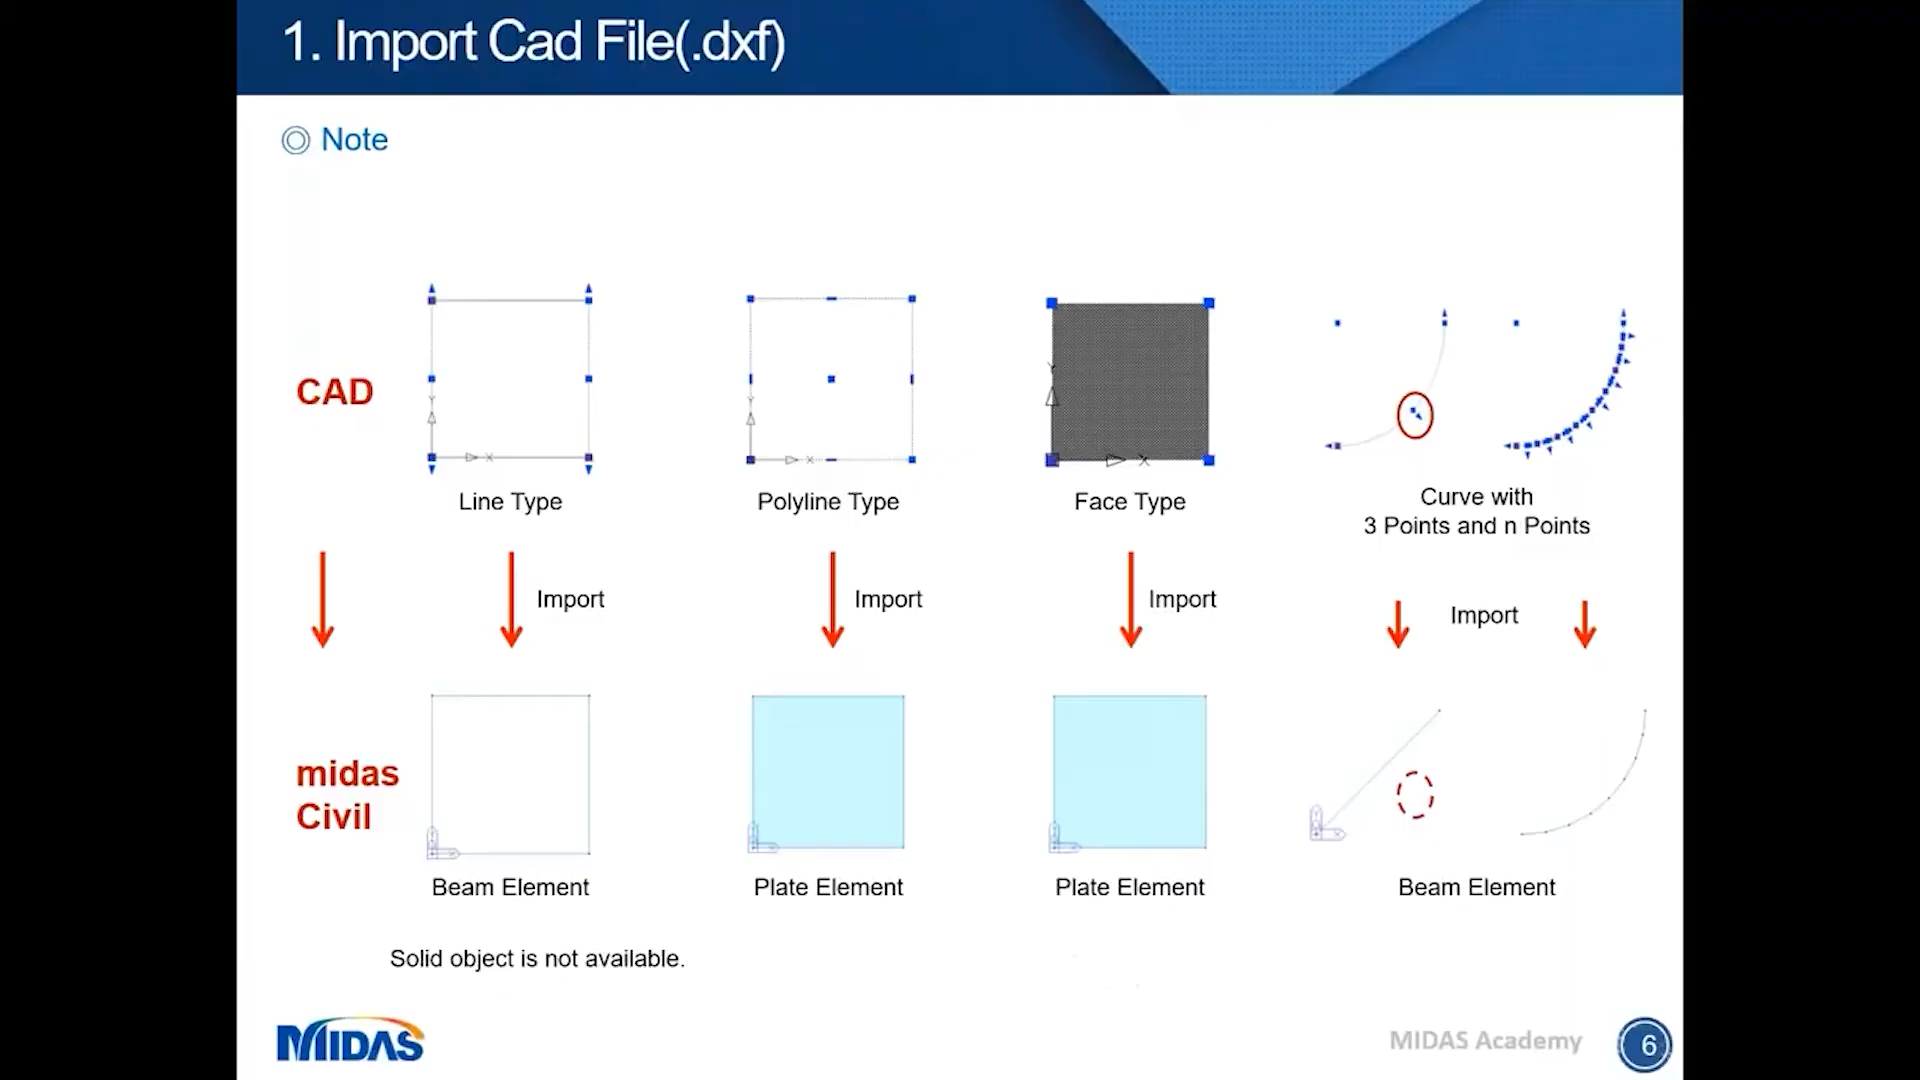 1. Import Cad File(.dxf)
Note
CAD
Y
X
Y
X
Y
X
Line Type
Polyline Type
Face Type
Curve with
3 Points and n Points
Import
Import
Import
Import
midas
Civil
Beam Element
Plate Element
Plate Element
Beam Element
Solid object is not available.
MIDAS
MIDAS Academy
6